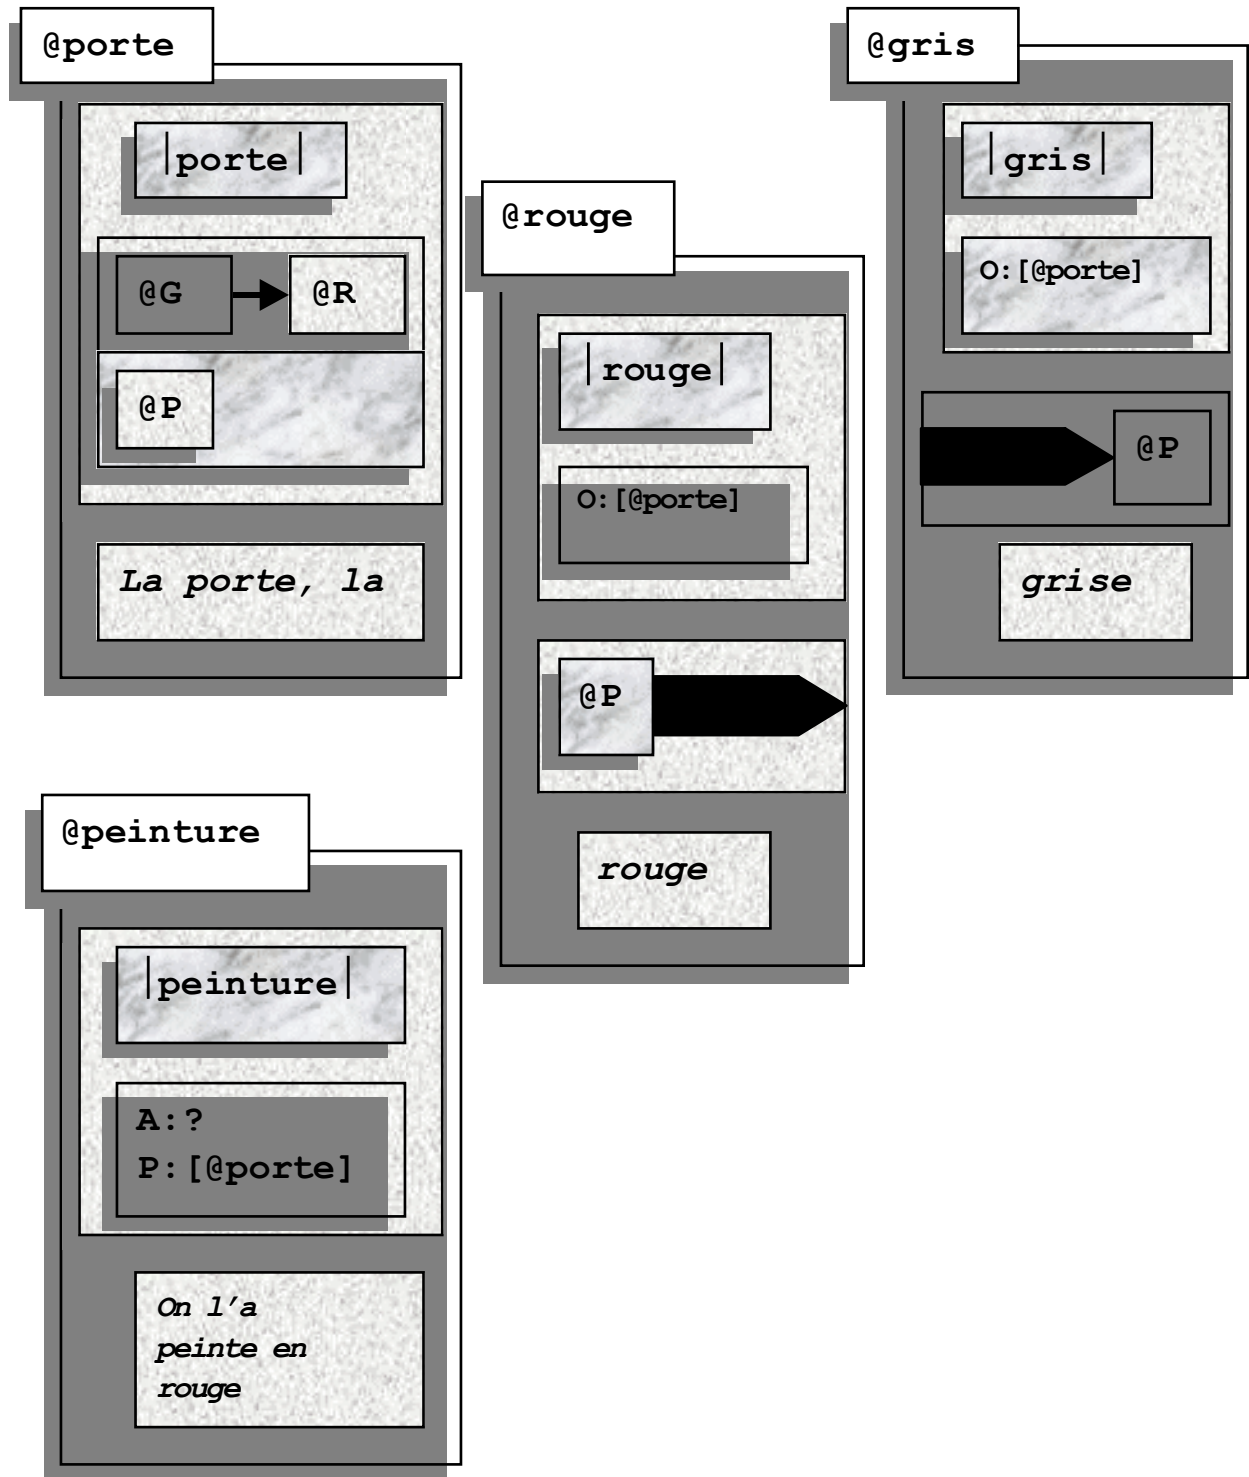 @porte
|porte|
@G
@R
@P
La porte, la
@rouge
|rouge|
O:[@porte]
@P
rouge
@gris
|gris|
O:[@porte]
@P
grise
@peinture
|peinture|
A:?
P:[@porte]
On l'a
peinte en
rouge